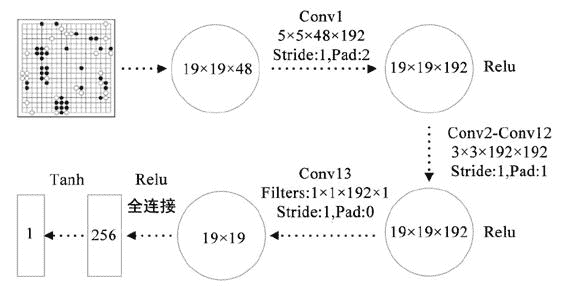 Conv1
5×5×48×192
Stride:1,Pad:2
19×19×48
19×19×192
Relu
Conv2-Conv12
3×3×192×192
Stride:1,Pad:1
19×19×192
Relu
Conv13
Filters:1×1×192×1
Stride:1,Pad:0
19×19
Relu
全连接
256
Tanh
1